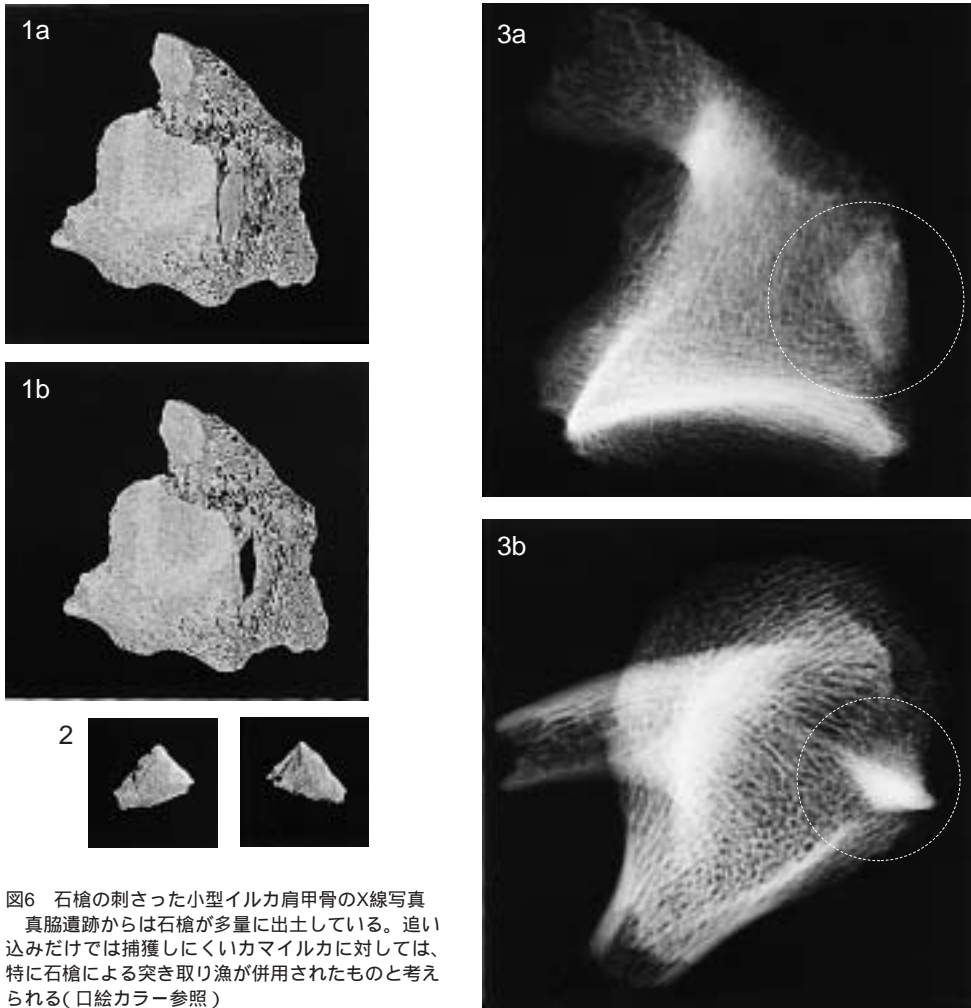 1a
1b
2
3a
3b
図6　石槍の刺さった小型イルカ肩甲骨のX線写真
真脇遺跡からは石槍が多量に出土している。追い
込みだけでは捕獲しにくいカマイルカに対しては、
特に石槍による突き取り漁が併用されたものと考え
られる(口絵カラー参照)